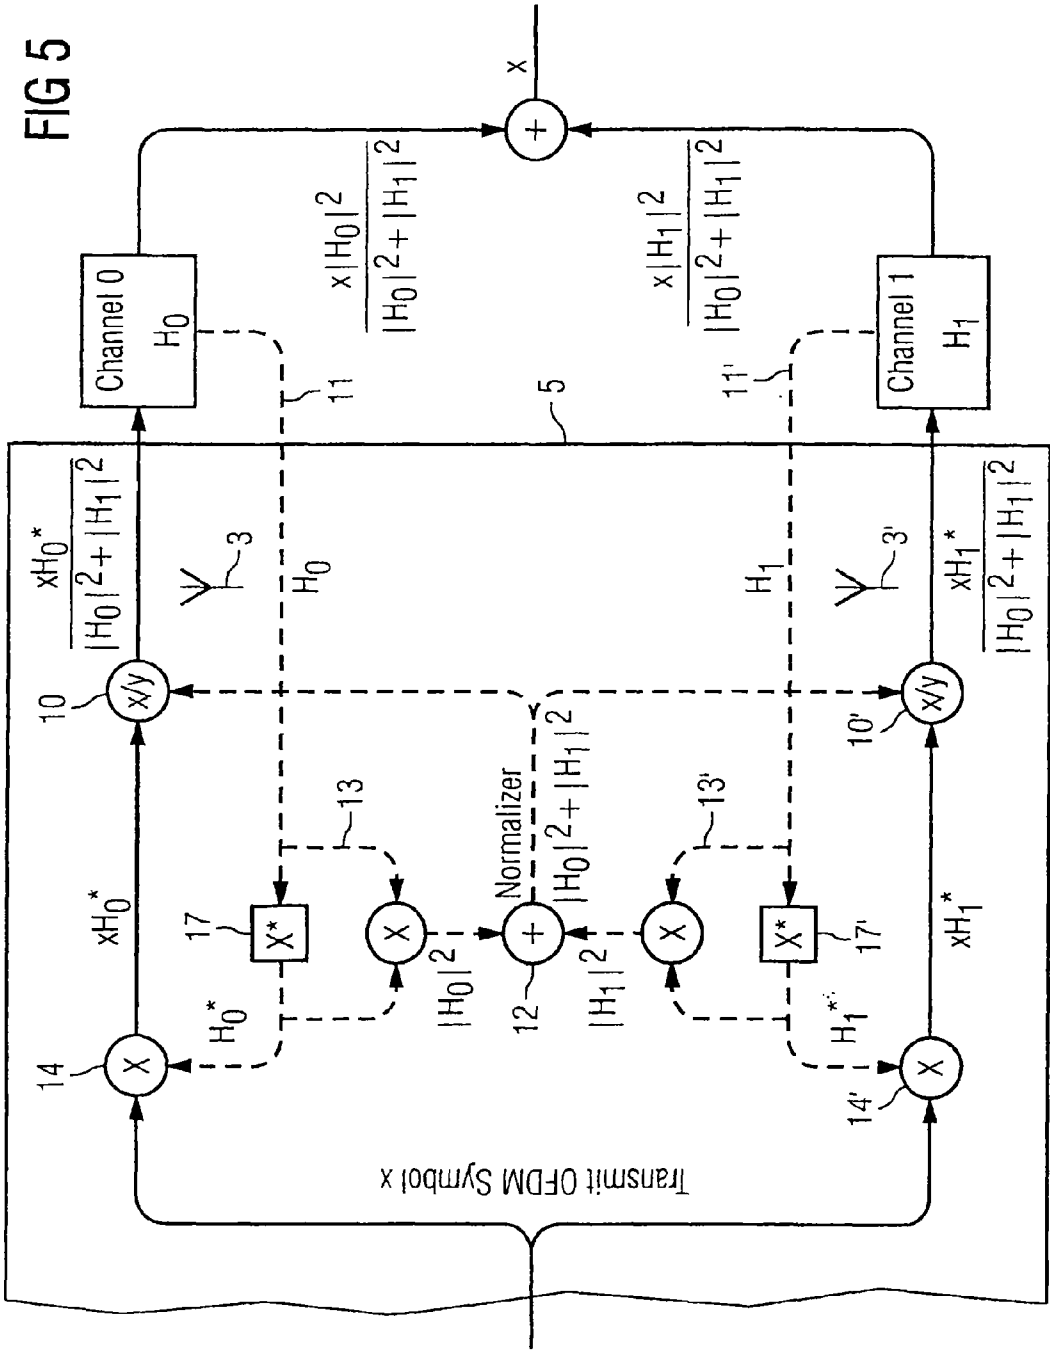 FIG 5
Transmit OFDM Symbol x
14
X
H₀*
xH₀*
17
X*
13
X
|H₀|²
12
+
Normalizer
|H₀|²+|H₁|²
|H₁|²
X
13'
X*
17'
H₁**
14'
X
xH₁*
10
x/y
10'
x/y
xH₀*
|H₀|²+|H₁|²
3
H₀
H₁
3'
xH₁*
|H₀|²+|H₁|²
5
11
11'
Channel 0
H₀
Channel 1
H₁
x|H₀|²
|H₀|²+|H₁|²
x|H₁|²
|H₀|²+|H₁|²
+
x